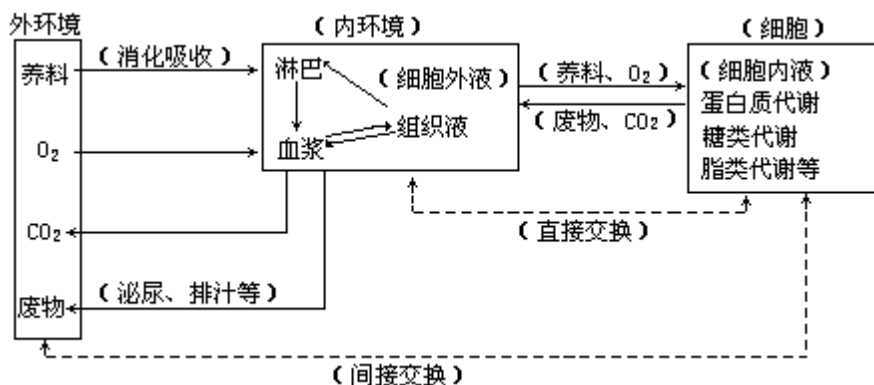 外环境
(内环境)
(细胞)
养料
(消化吸收)
淋巴
(细胞外液)
(养料、O₂)
(细胞内液)
蛋白质代谢
(废物、CO₂)
组织液
糖类代谢
O₂
血浆
脂类代谢等
CO₂
(直接交换)
废物
(泌尿、排汁等)
(间接交换)